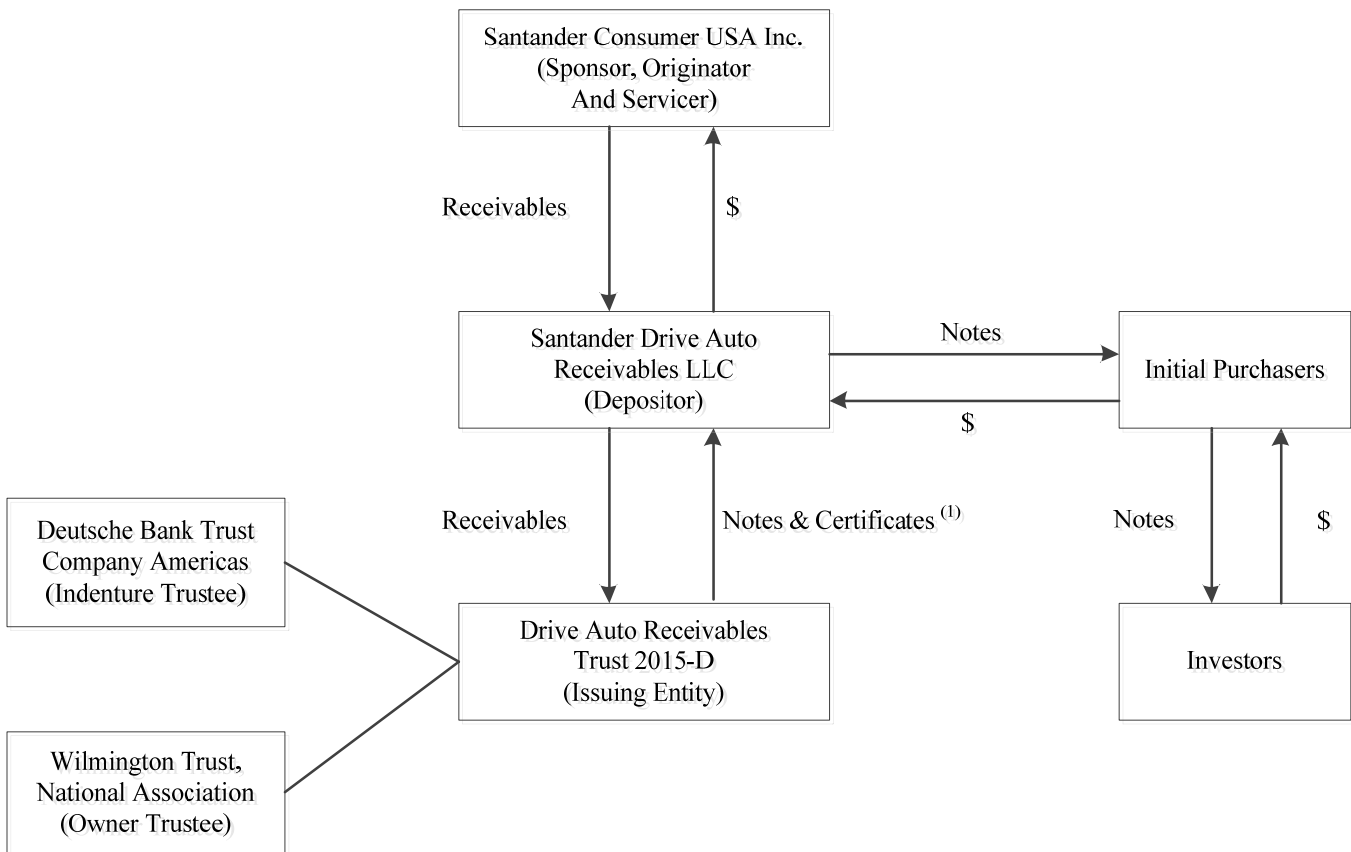 Santander Consumer USA Inc.
(Sponsor, Originator
And Servicer)
Receivables
$
Santander Drive Auto
Receivables LLC
(Depositor)
Notes
$
Initial Purchasers
Receivables
Notes & Certificates (1)
Notes
$
Deutsche Bank Trust
Company Americas
(Indenture Trustee)
Drive Auto Receivables
Trust 2015-D
(Issuing Entity)
Investors
Wilmington Trust,
National Association
(Owner Trustee)